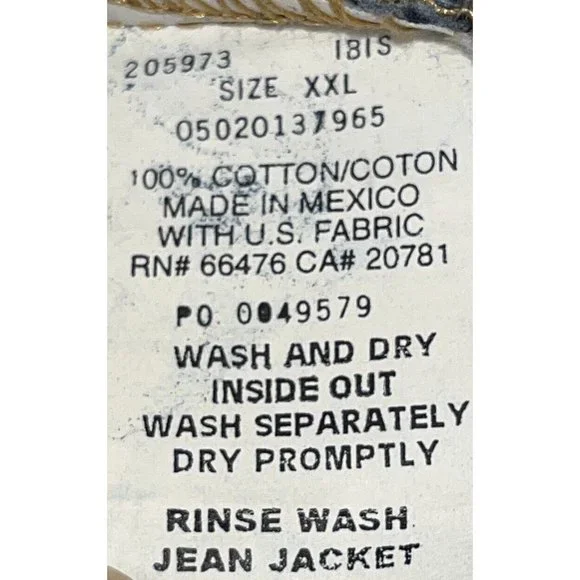 205973 181S
SIZE XXL
05020137965
100% COTTON/COTON
MADE IN MEXICO
WITH U.S. FABRIC
RN# 66476 CA# 20781
PO 0049579
WASH AND DRY
INSIDE OUT
WASH SEPARATELY
DRY PROMPTLY
RINSE WASH
JEAN JACKET